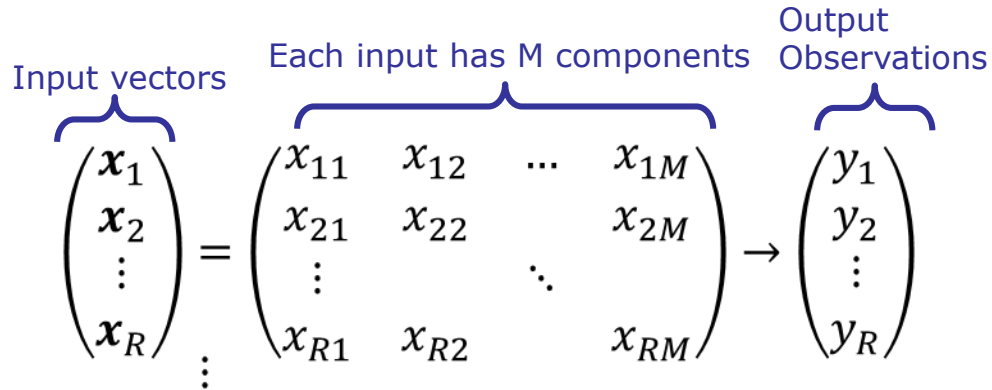 Output
Observations
Each input has M components
Input vectors
𝒙₁ x₁₁ x₁₂ … x₁M y₁
𝒙₂ = x₂₁ x₂₂ x₂M → y₂
⋮ ⋮ ⋱ ⋮
𝒙R xR1 xR2 xRM yR
⋮